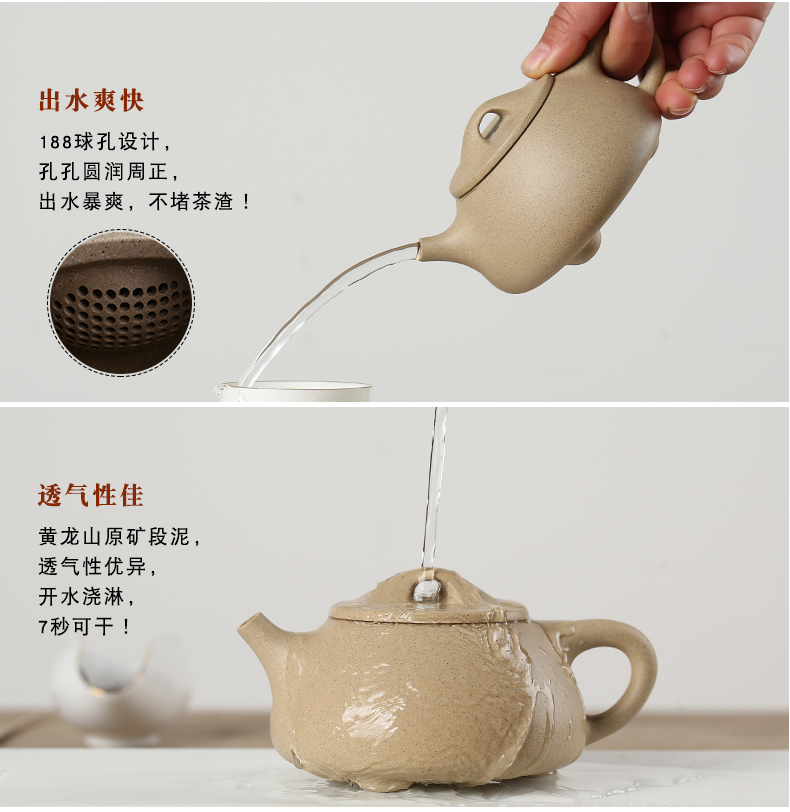 出水爽快
188球孔设计，
孔孔圆润周正，
出水暴爽，不堵茶渣！
透气性佳
黄龙山原矿段泥，
透气性优异，
开水浇淋，
7秒可干！